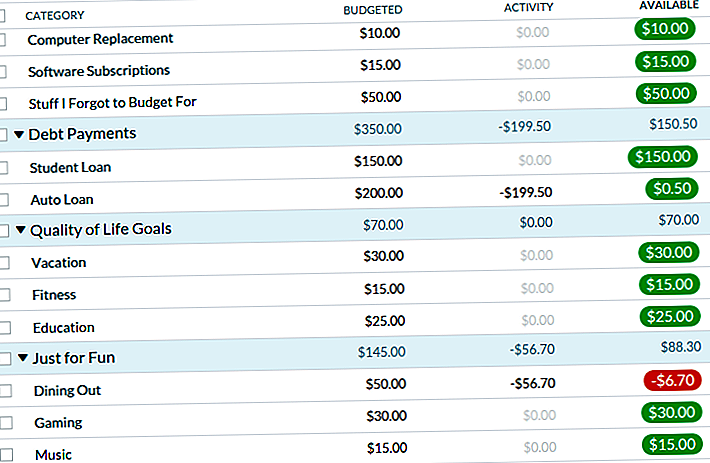 CATEGORY BUDGETED ACTIVITY AVAILABLE
Computer Replacement $10.00 $0.00 $10.00
Software Subscriptions $15.00 $0.00 $15.00
Stuff I Forgot to Budget For $50.00 $0.00 $50.00
Debt Payments $350.00 -$199.50 $150.50
Student Loan $150.00 $0.00 $150.00
Auto Loan $200.00 -$199.50 $0.50
Quality of Life Goals $70.00 $0.00 $70.00
Vacation $30.00 $0.00 $30.00
Fitness $15.00 $0.00 $15.00
Education $25.00 $0.00 $25.00
Just for Fun $145.00 -$56.70 $88.30
Dining Out $50.00 -$56.70 -$6.70
Gaming $30.00 $0.00 $30.00
Music $15.00 $0.00 $15.00